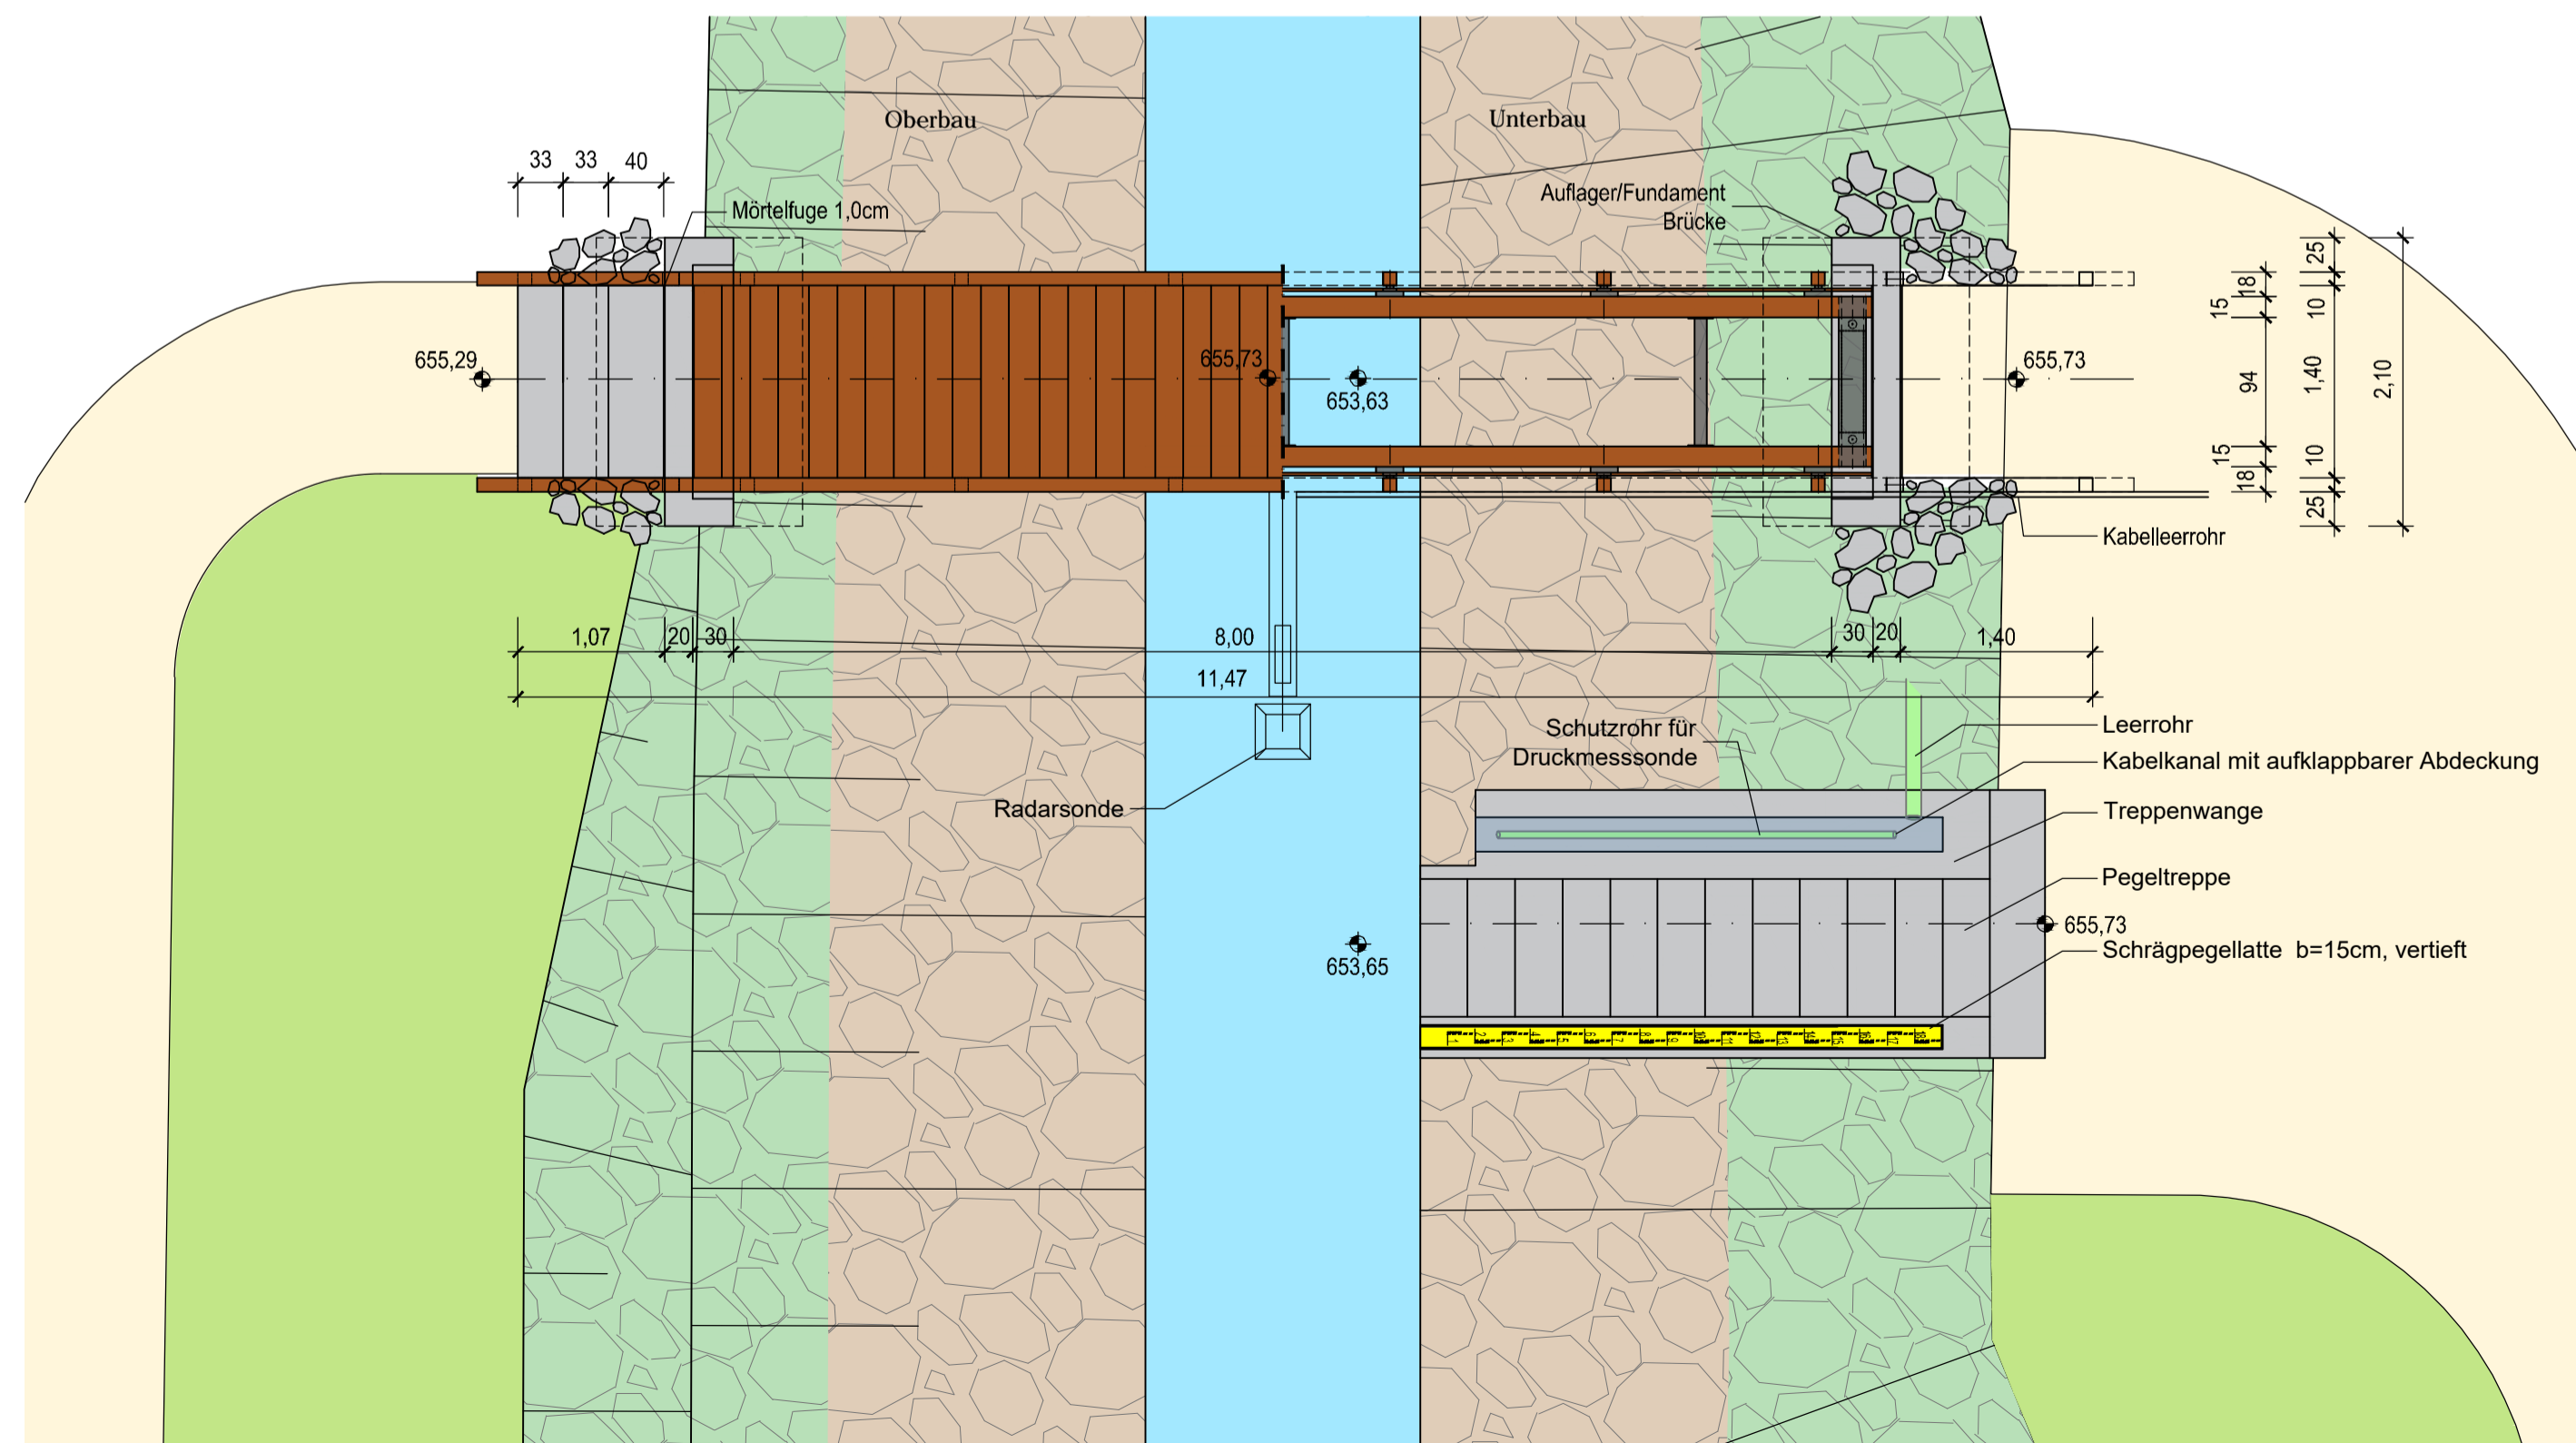 Oberbau
Unterbau
33 33 40
Mörtelfuge 1,0cm
Auflager/Fundament
Brücke
655,29
655,73
653,63
655,73
25
18
15
10
94
1,40
2,10
15
10
18
25
Kabelleerrohr
1,07 20 30 8,00 30 20 1,40
11,47
Schutzrohr für
Druckmesssonde
Radarsonde
Leerrohr
Kabelkanal mit aufklappbarer Abdeckung
Treppenwange
Pegeltreppe
655,73
653,65
Schrägpegellatte b=15cm, vertieft